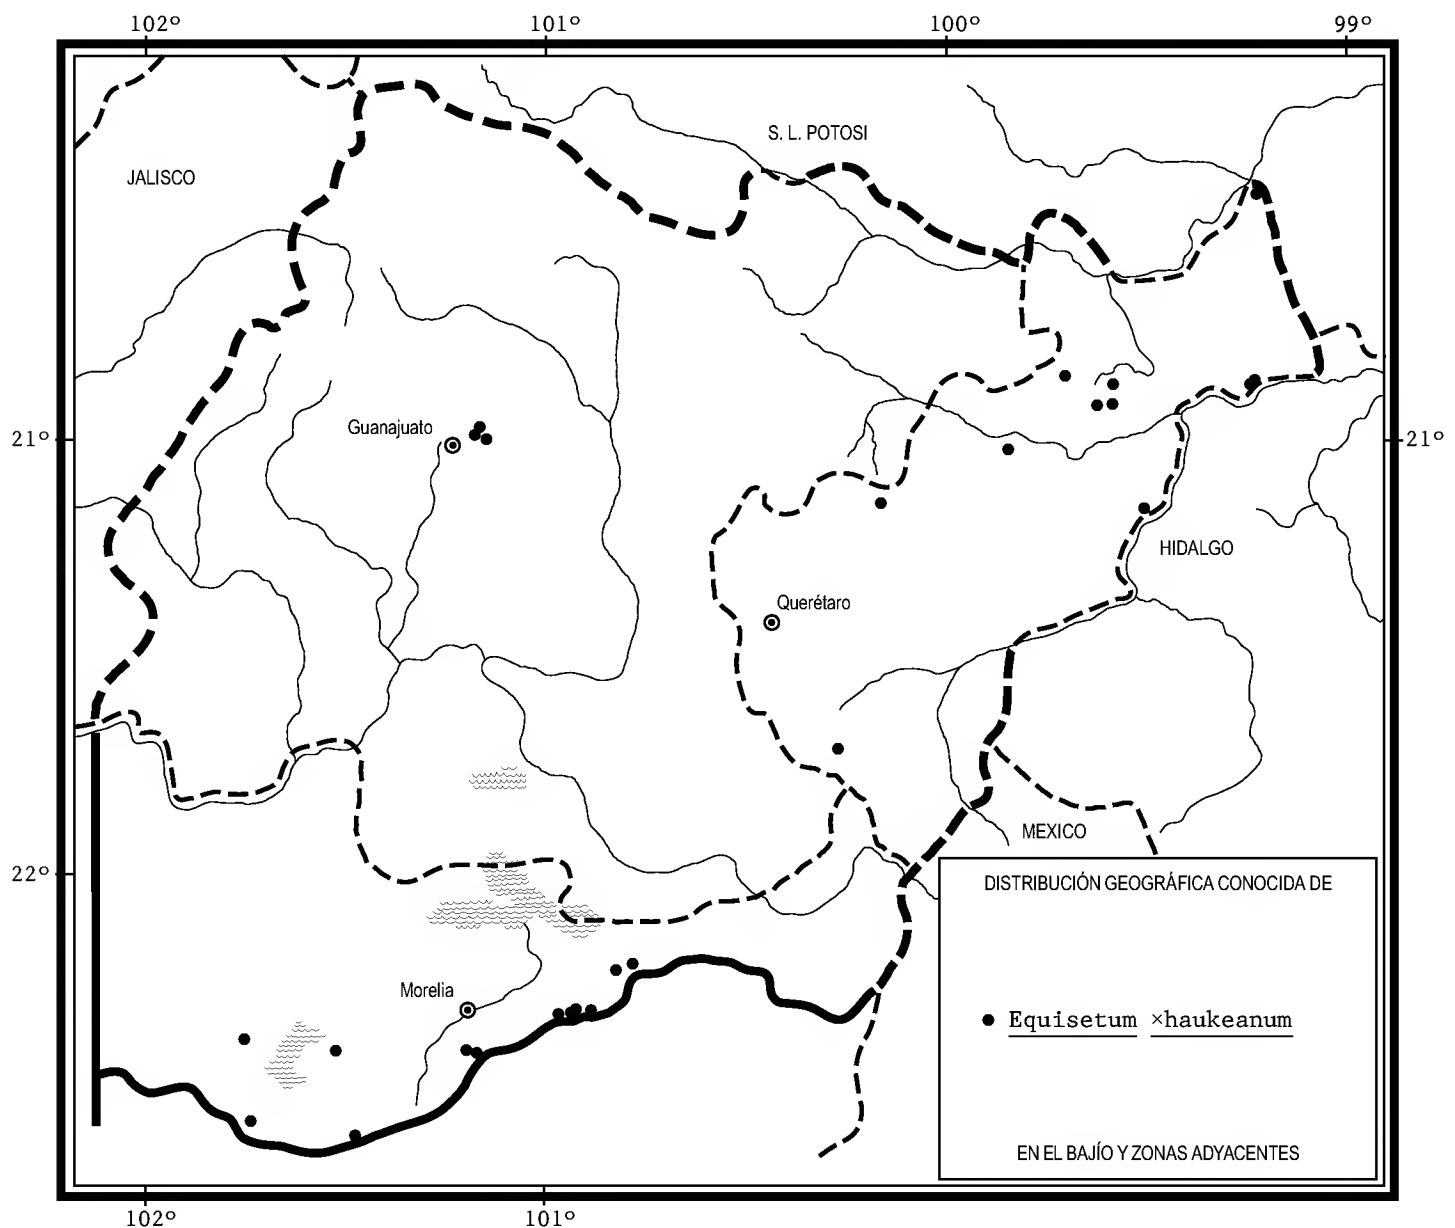 102º 101º 100º 99º
S. L. POTOSI
JALISCO
Guanajuato
21º 21º
HIDALGO
Querétaro
MEXICO
22º
DISTRIBUCIÓN GEOGRÁFICA CONOCIDA DE
Morelia
Equisetum ×haukeanum
EN EL BAJÍO Y ZONAS ADYACENTES
102º 101º